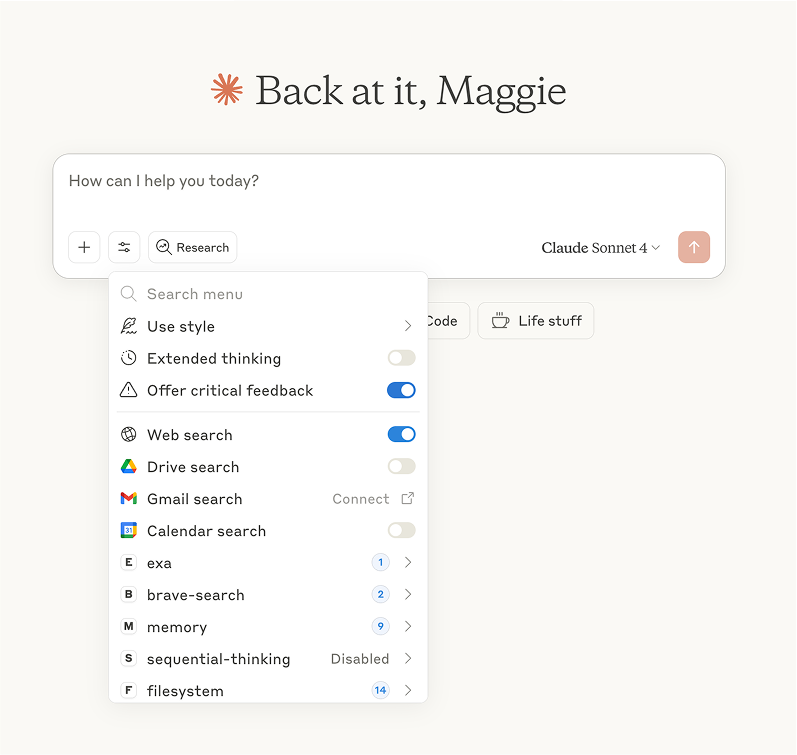 Back at it, Maggie
How can I help you today?
Research
Claude Sonnet 4
Search menu
Code
Life stuff
Use style
Extended thinking
Offer critical feedback
Web search
Drive search
Gmail search Connect
31
Calendar search
E exa 1
B brave-search 2
M memory 9
S sequential-thinking Disabled
F filesystem 14